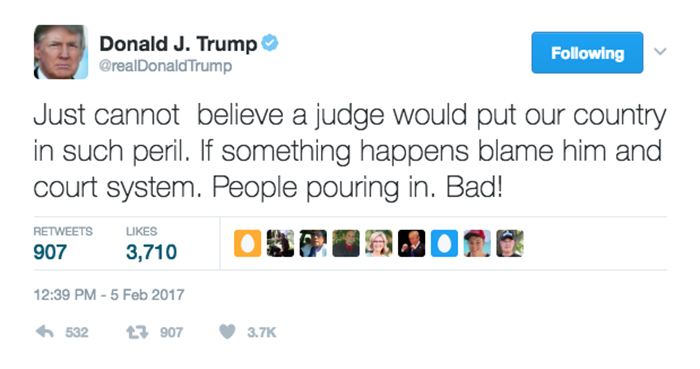 Donald J. Trump
@realDonaldTrump
Following
Just cannot  believe a judge would put our country
in such peril. If something happens blame him and
court system. People pouring in. Bad!
RETWEETS LIKES
907 3,710
12:39 PM - 5 Feb 2017
532 907 3.7K